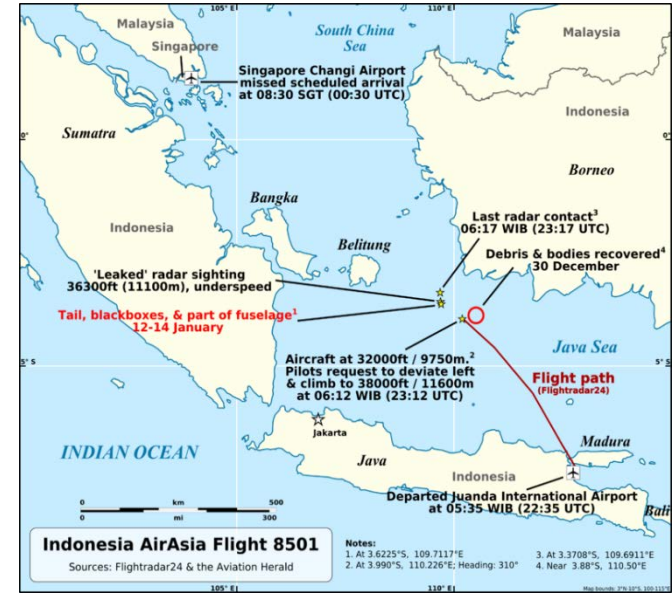 105°E
110°E
Malaysia
Singapore
South China
Sea
Malaysia
Singapore Changi Airport
missed scheduled arrival
at 08:30 SGT (00:30 UTC)
Indonesia
Sumatra
0°
0°
Borneo
Bangka
Indonesia
Belitung
Last radar contact³
06:17 WIB (23:17 UTC)
Debris & bodies recovered⁴
30 December
'Leaked' radar sighting
36300ft (11100m), underspeed
Tail, blackboxes, & part of fuselage¹
12-14 January
Java Sea
5°S
5°S
Aircraft at 32000ft / 9750m.²
Pilots request to deviate left
& climb to 38000ft / 11600m
at 06:12 WIB (23:12 UTC)
Flight path
(Flightradar24)
Jakarta
INDIAN OCEAN
Java
Madura
Indonesia
Departed Juanda International Airport
at 05:35 WIB (22:35 UTC)
Bali
0 km 500
0 mi 300
Indonesia AirAsia Flight 8501
Sources: Flightradar24 & the Aviation Herald
Notes:
1. At 3.6225°S, 109.7117°E
2. At 3.990°S, 110.226°E; Heading: 310°
3. At 3.3708°S, 109.6911°E
4. Near 3.88°S, 110.50°E
105°E
110°E